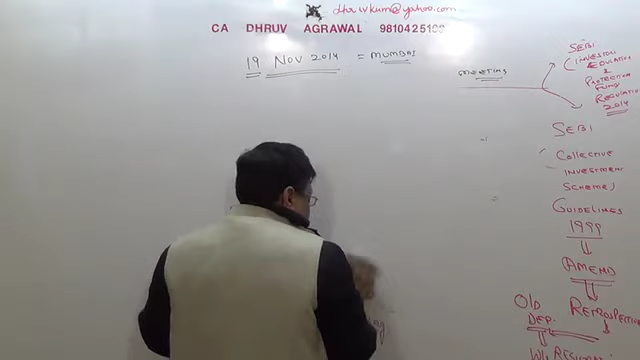 dhruvkum@yahoo.com
CA DHRUV AGRAWAL
19 Nov 2014 = MUMBAI
MEETING
SEBI
(INVESTOR
EDUCATION
&
PROTECTION
FUND
REGULATION
2014
SEBI
Collective
INVESTMENT
SCHEME)
GUIDELINES
1999
AMEND
Old
DEP.
RETROSPECTIVE